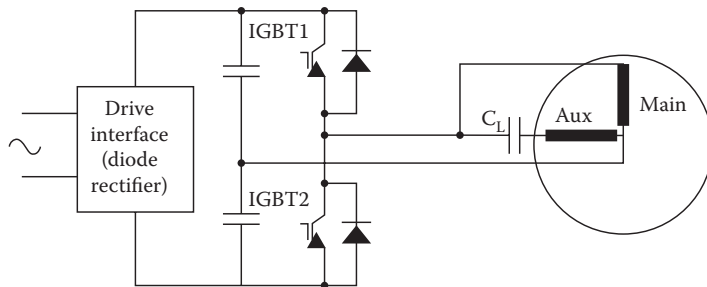 IGBT1
Drive
interface
(diode
rectifier)
C_L
Aux
Main
IGBT2